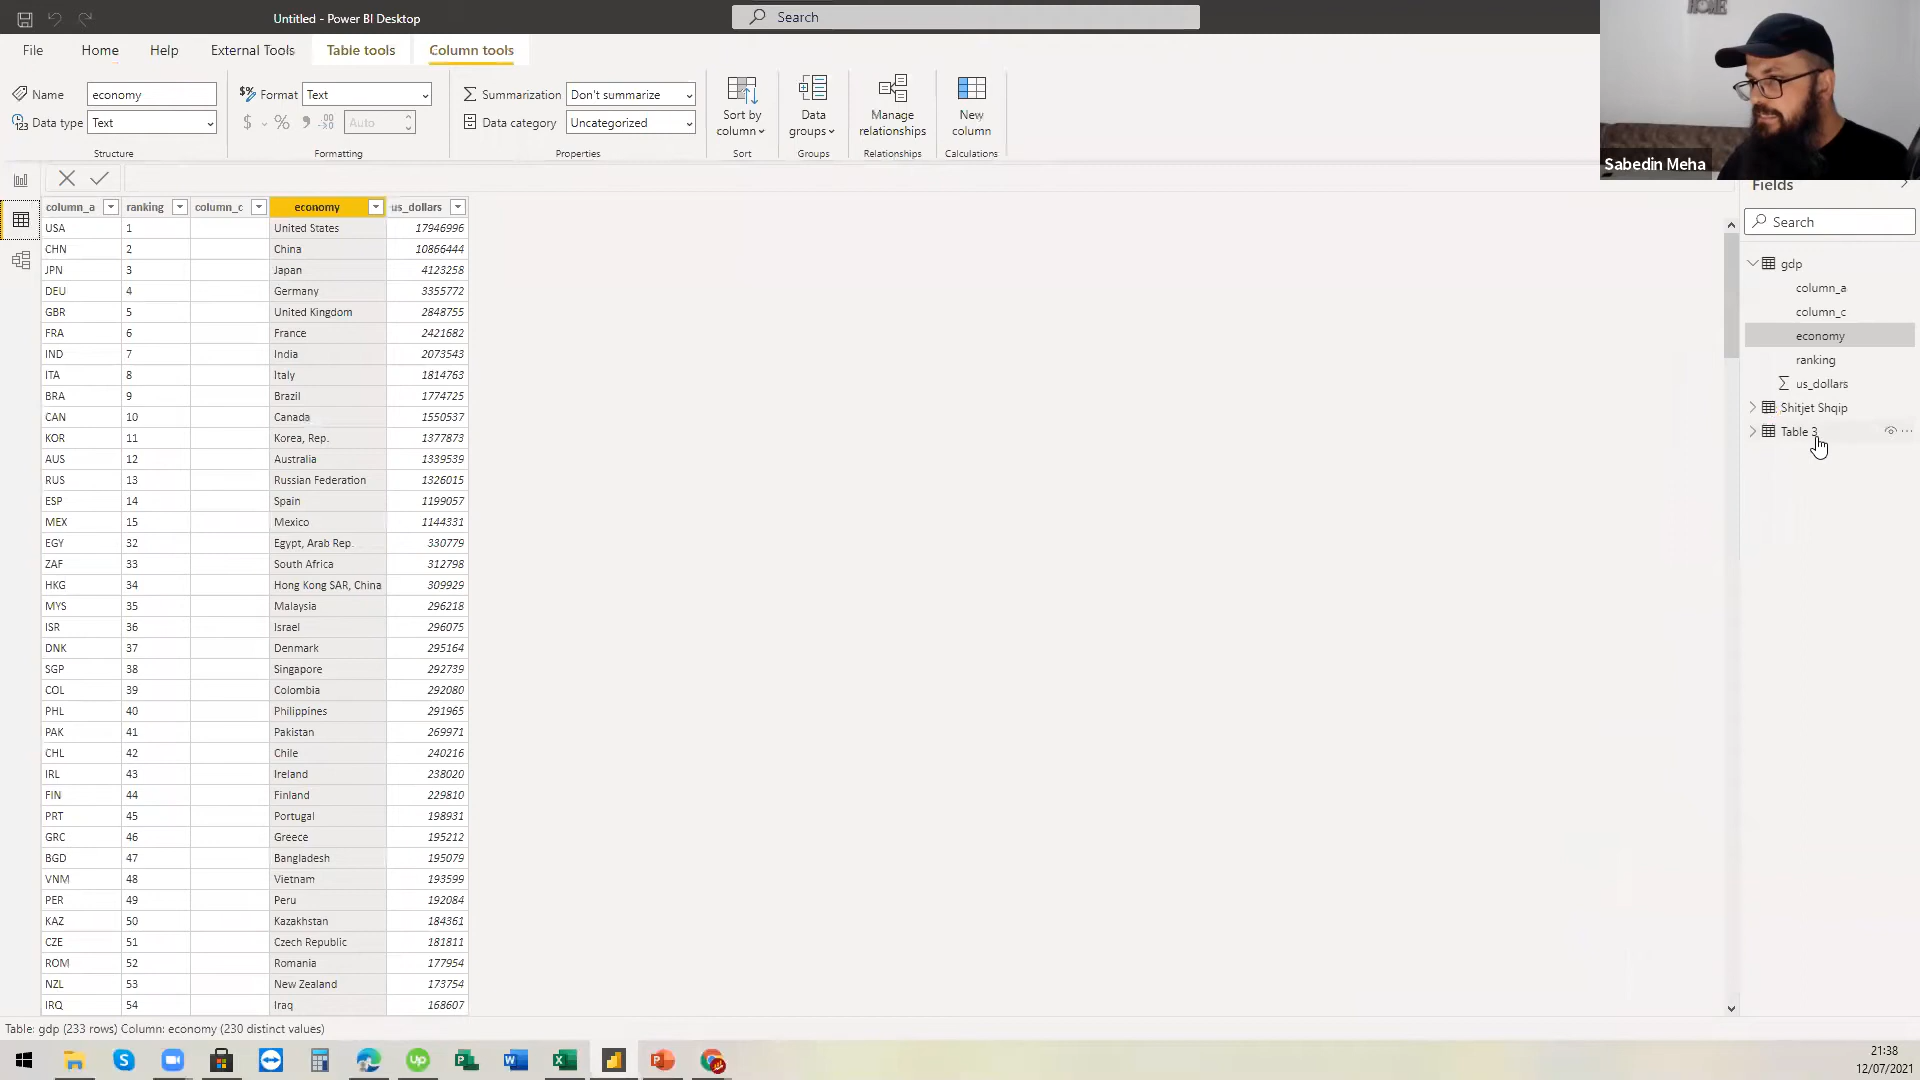 Untitled - Power BI Desktop
Search
HOME
File Home Help External Tools Table tools Column tools
Name economy
Data type Text
Structure
Format Text
$ % 9 .00 Auto
Formatting
Summarization Don't summarize
Data category Uncategorized
Properties
Sort by column
Sort
Data groups
Groups
Manage relationships
Relationships
New column
Calculations
Sabedin Meha
Fields
Search
gdp
column_a
column_c
economy
ranking
us_dollars
Shitjet Shqip
Table 3
column_a ranking column_c economy us_dollars
USA 1 United States 17946996
CHN 2 China 10866444
JPN 3 Japan 4123258
DEU 4 Germany 3355772
GBR 5 United Kingdom 2848755
FRA 6 France 2421682
IND 7 India 2073543
ITA 8 Italy 1814763
BRA 9 Brazil 1774725
CAN 10 Canada 1550537
KOR 11 Korea, Rep. 1377873
AUS 12 Australia 1339539
RUS 13 Russian Federation 1326015
ESP 14 Spain 1199057
MEX 15 Mexico 1144331
EGY 32 Egypt, Arab Rep. 330779
ZAF 33 South Africa 312798
HKG 34 Hong Kong SAR, China 309929
MYS 35 Malaysia 296218
ISR 36 Israel 296075
DNK 37 Denmark 295164
SGP 38 Singapore 292739
COL 39 Colombia 292080
PHL 40 Philippines 291965
PAK 41 Pakistan 269971
CHL 42 Chile 240216
IRL 43 Ireland 238020
FIN 44 Finland 229810
PRT 45 Portugal 198931
GRC 46 Greece 195212
BGD 47 Bangladesh 195079
VNM 48 Vietnam 193599
PER 49 Peru 192084
KAZ 50 Kazakhstan 184361
CZE 51 Czech Republic 181811
ROM 52 Romania 177954
NZL 53 New Zealand 173754
IRQ 54 Iraq 168607
Table: gdp (233 rows) Column: economy (230 distinct values)
21:38
12/07/2021